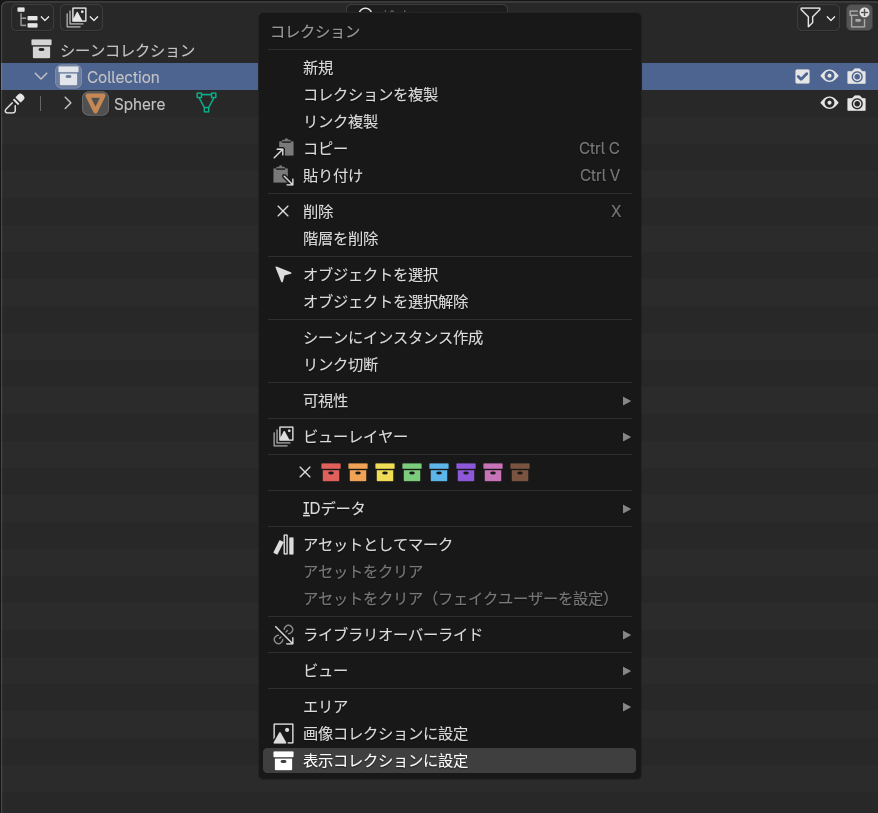 コレクション
シーンコレクション
Collection
Sphere
新規
コレクションを複製
リンク複製
コピー Ctrl C
貼り付け Ctrl V
削除 X
階層を削除
オブジェクトを選択
オブジェクトを選択解除
シーンにインスタンス作成
リンク切断
可視性
ビューレイヤー
IDデータ
アセットとしてマーク
アセットをクリア
アセットをクリア（フェイクユーザーを設定）
ライブラリオーバーライド
ビュー
エリア
画像コレクションに設定
表示コレクションに設定